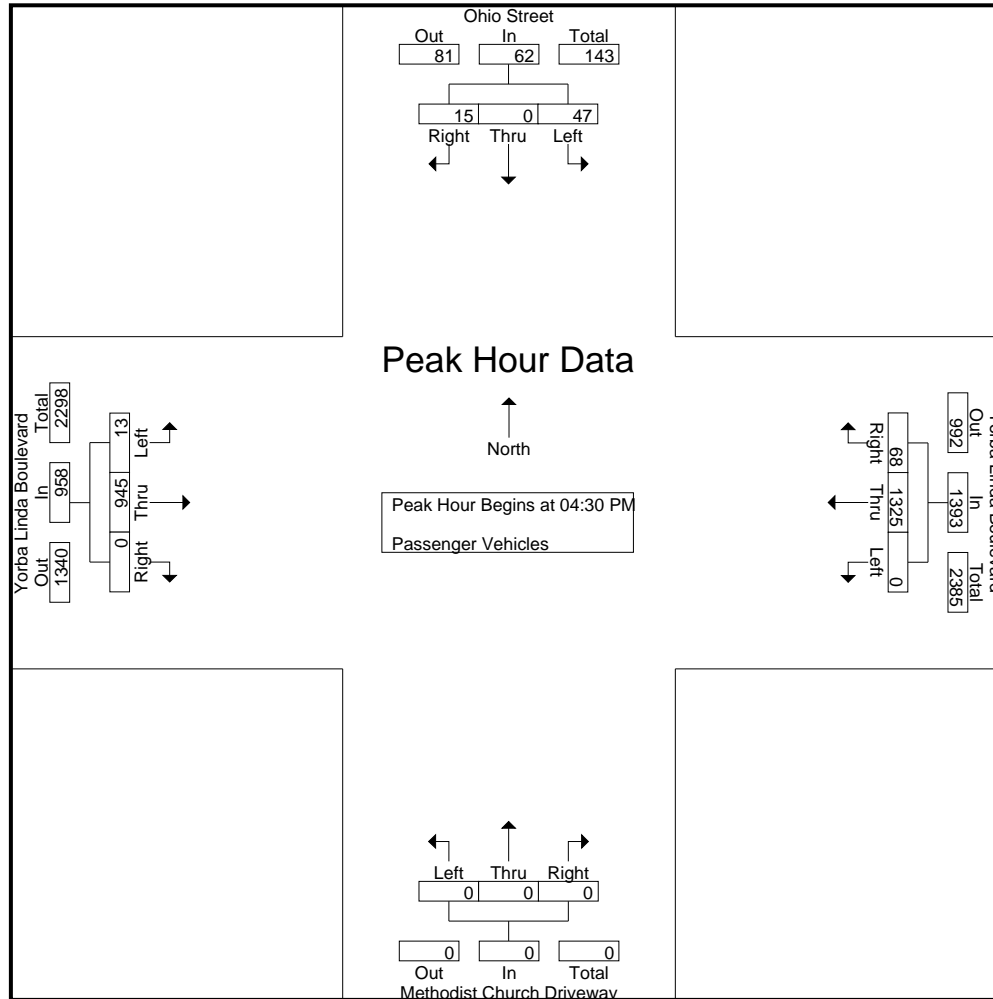 Ohio Street
Out In Total
81 62 143
15 0 47
Right Thru Left
Peak Hour Data
North
Peak Hour Begins at 04:30 PM
Passenger Vehicles
Yorba Linda Boulevard
Total In Out
2298 958 1340
13 945 0
Left Thru Right
Yorba Linda Boulevard
Out In Total
992 1393 2385
68 1325 0
Right Thru Left
Left Thru Right
0 0 0
0 0 0
Out In Total
Methodist Church Driveway